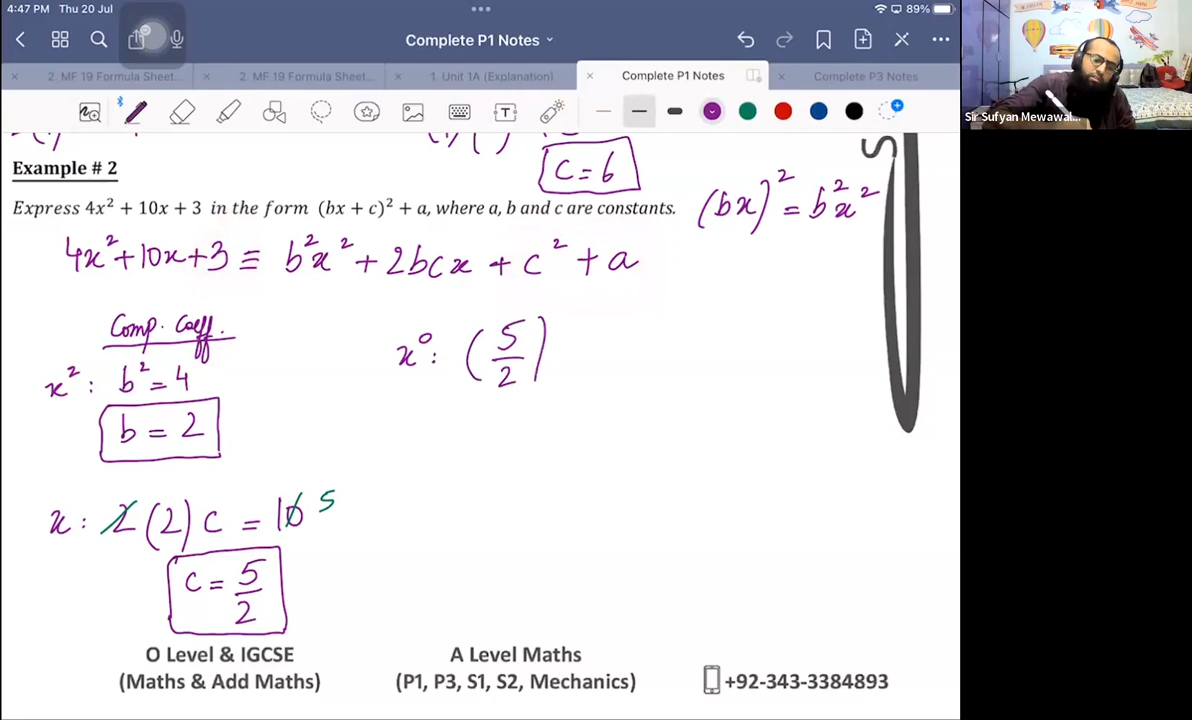 4:47 PM Thu 20 Jul
89%
Complete P1 Notes
2. MF 19 Formula Sheet...
2. MF 19 Formula Sheet...
1. Unit 1A (Explanation)
Complete P1 Notes
Complete P3 Notes
Sir Sufyan Mewawal...
c = 6
Example # 2
Express 4x² + 10x + 3 in the form (bx + c)² + a, where a, b and c are constants.
(bx)² = b²x²
4x² + 10x + 3 ≡ b²x² + 2bcx + c² + a
Comp. Coeff.
x² : b² = 4
b = 2
x : 2(2)c = 10 5
c = 5/2
x⁰ : (5/2)
O Level & IGCSE
(Maths & Add Maths)
A Level Maths
(P1, P3, S1, S2, Mechanics)
+92-343-3384893